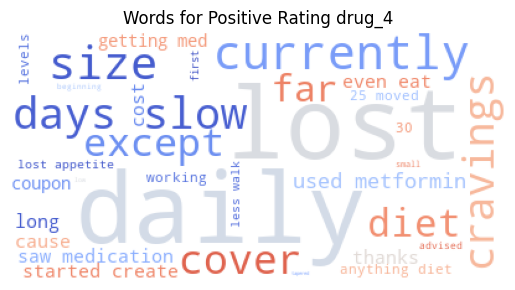 Words for Positive Rating drug_4
levels
getting med
first
currently
size
beginning
cost
far
even eat
25 moved
cravings
days slow
lost
except
30
small
lost appetite
working
less walk
used metformin
coupon
daily
long
diet
advised
cause
cover
thanks
saw medication
started create
anything diet